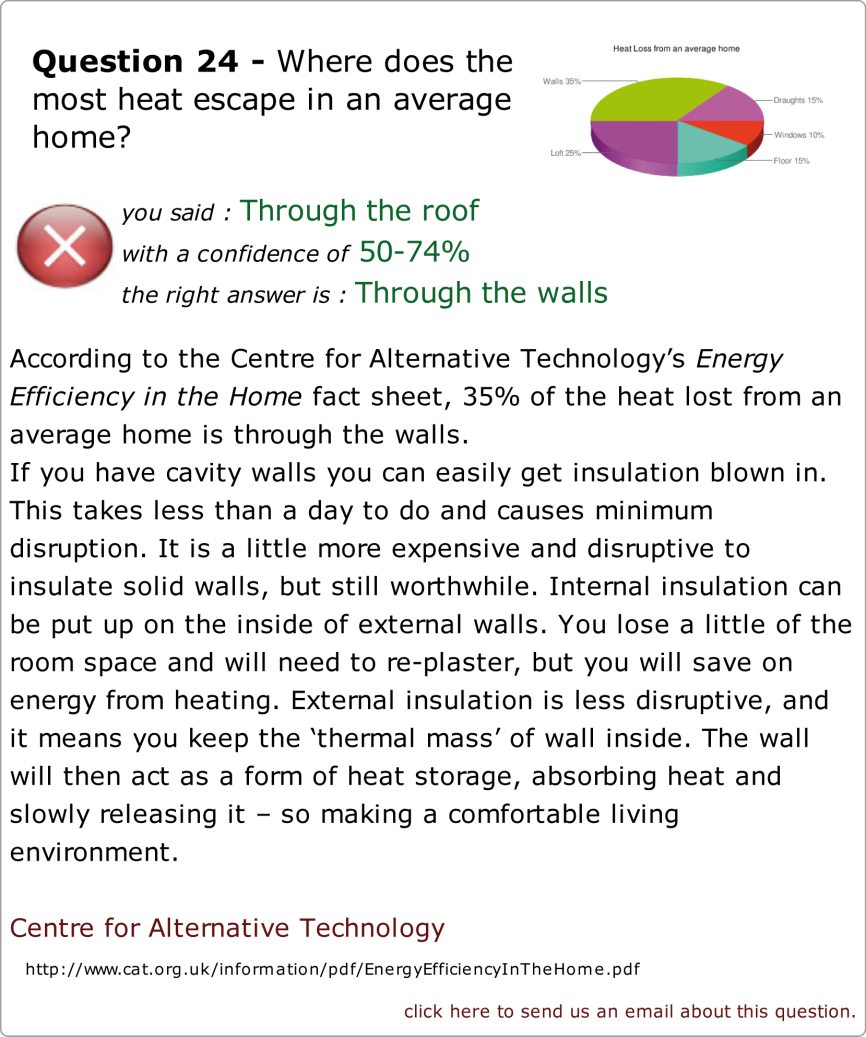 Question 24 - Where does the
most heat escape in an average
home?
Heat Loss from an average home
Walls 35%
Draughts 15%
Windows 10%
Loft 25%
Floor 15%
you said : Through the roof
with a confidence of 50-74%
the right answer is : Through the walls
According to the Centre for Alternative Technology’s Energy
Efficiency in the Home fact sheet, 35% of the heat lost from an
average home is through the walls.
If you have cavity walls you can easily get insulation blown in.
This takes less than a day to do and causes minimum
disruption. It is a little more expensive and disruptive to
insulate solid walls, but still worthwhile. Internal insulation can
be put up on the inside of external walls. You lose a little of the
room space and will need to re-plaster, but you will save on
energy from heating. External insulation is less disruptive, and
it means you keep the ‘thermal mass’ of wall inside. The wall
will then act as a form of heat storage, absorbing heat and
slowly releasing it – so making a comfortable living
environment.
Centre for Alternative Technology
http://www.cat.org.uk/information/pdf/EnergyEfficiencyInTheHome.pdf
click here to send us an email about this question.